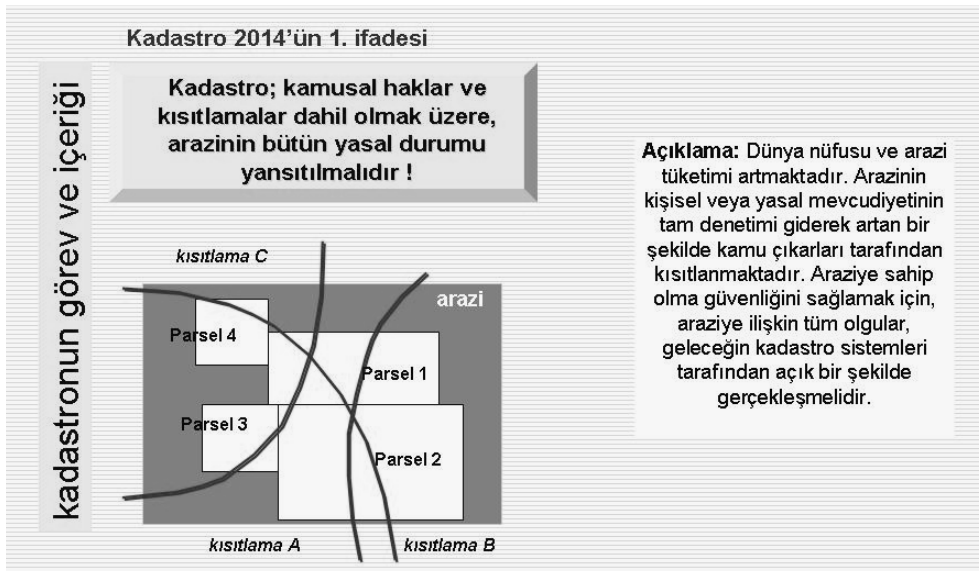 Kadastro 2014'ün 1. ifadesi
kadastronun görev ve içeriği
Kadastro; kamusal haklar ve
kısıtlamalar dahil olmak üzere,
arazinin bütün yasal durumu
yansıtılmalıdır !
Açıklama: Dünya nüfusu ve arazi
tüketimi artmaktadır. Arazinin
kişisel veya yasal mevcudiyetinin
tam denetimi giderek artan bir
şekilde kamu çıkarları tarafından
kısıtlanmaktadır. Araziye sahip
olma güvenliğini sağlamak için,
araziye ilişkin tüm olgular,
geleceğin kadastro sistemleri
tarafından açık bir şekilde
gerçekleşmelidir.
kısıtlama C
arazi
Parsel 4
Parsel 1
Parsel 3
Parsel 2
kısıtlama A
kısıtlama B